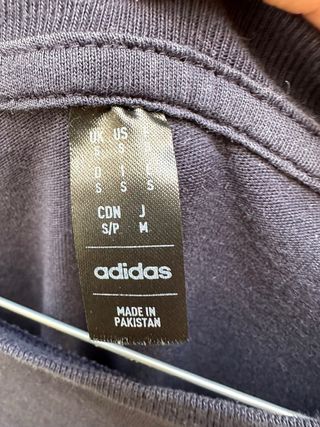 UK US E
S S S
D I E
S S S
CDN J
S/P M
adidas
MADE IN
PAKISTAN